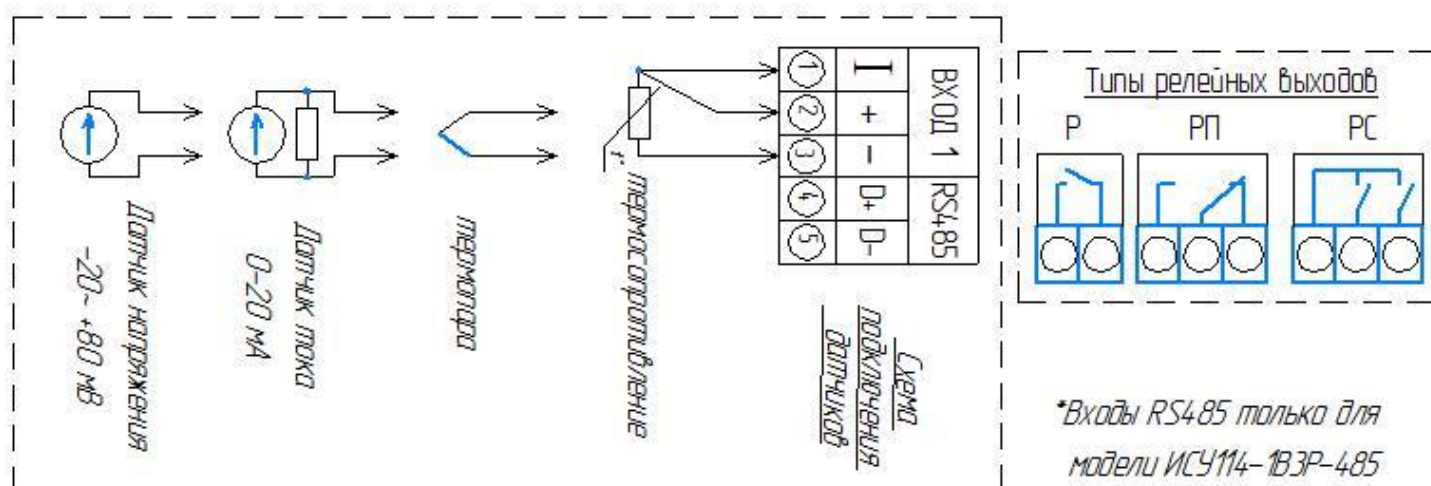 Датчик напряжения
-20~ +80 мВ
Датчик тока
0-20 мА
термопара
термосопротивление
t°
ВХОД 1
RS485
1 I
2 +
3 -
4 D+
5 D-
Схема
подключения
датчиков
Типы релейных выходов
Р РП РС
*Входы RS485 только для
модели ИСУ114-1В3Р-485